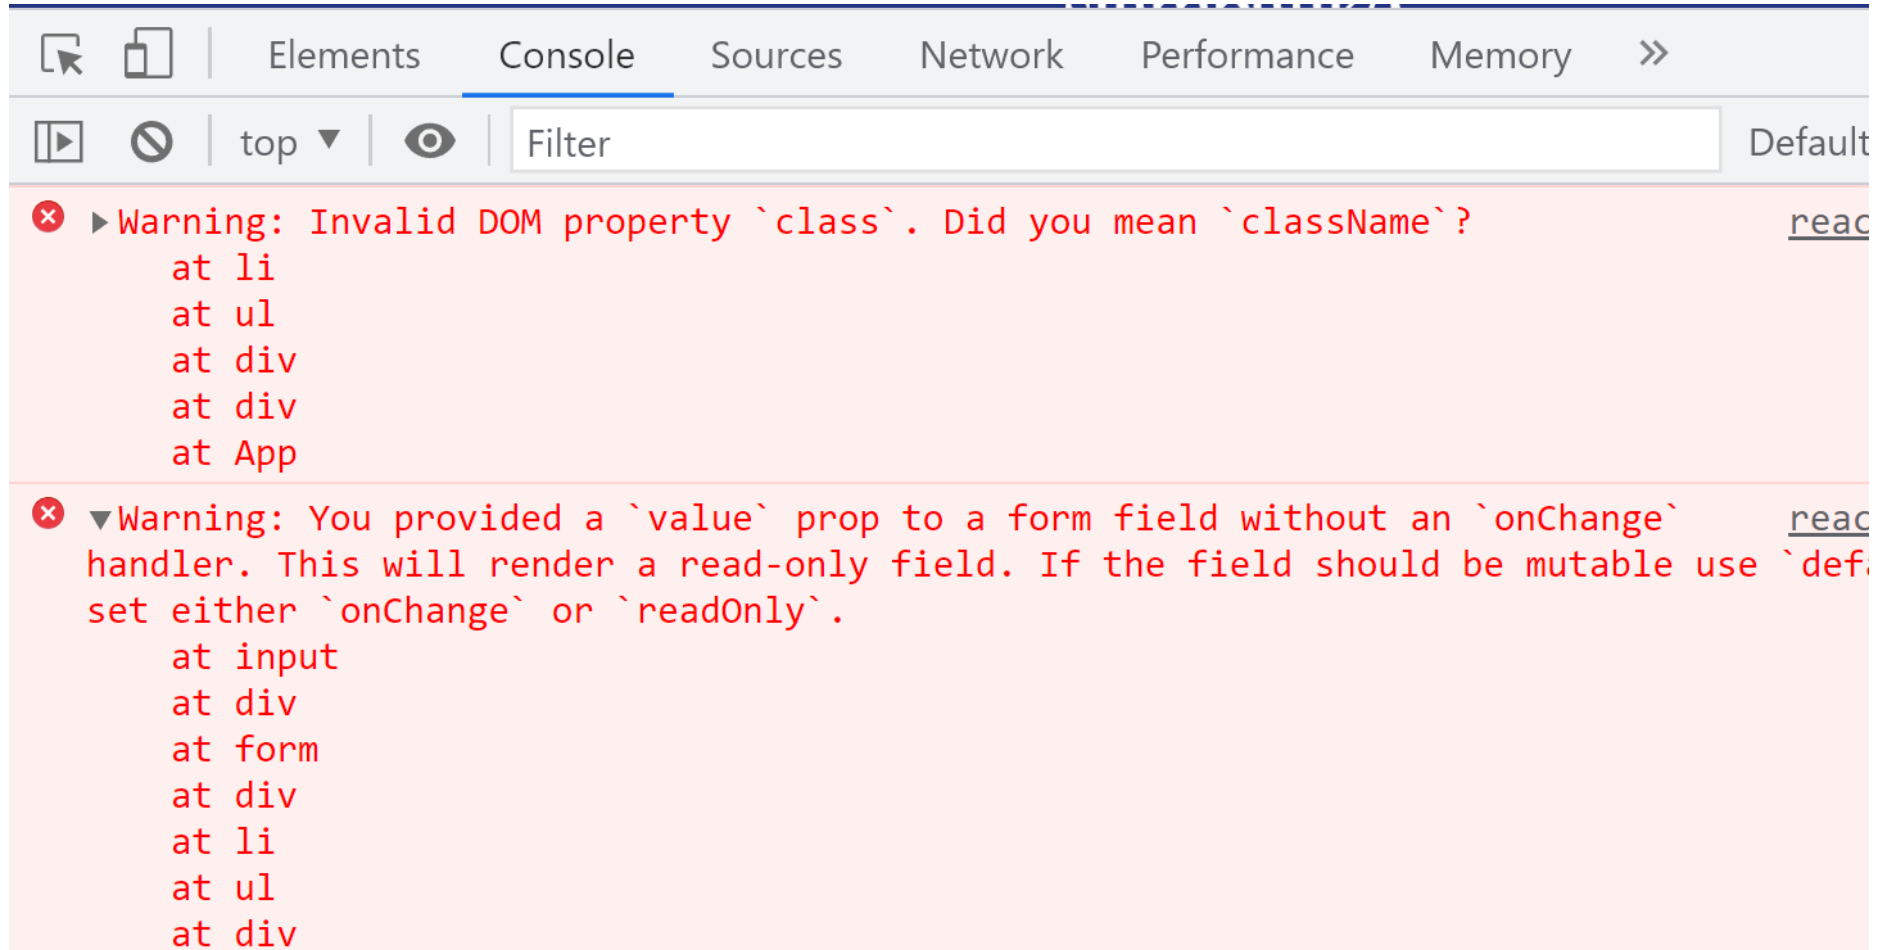 Elements Console Sources Network Performance Memory »
top ▼ Filter Default
Warning: Invalid DOM property `class`. Did you mean `className`? reac
at li
at ul
at div
at div
at App
Warning: You provided a `value` prop to a form field without an `onChange` reac
handler. This will render a read-only field. If the field should be mutable use `defa
set either `onChange` or `readOnly`.
at input
at div
at form
at div
at li
at ul
at div